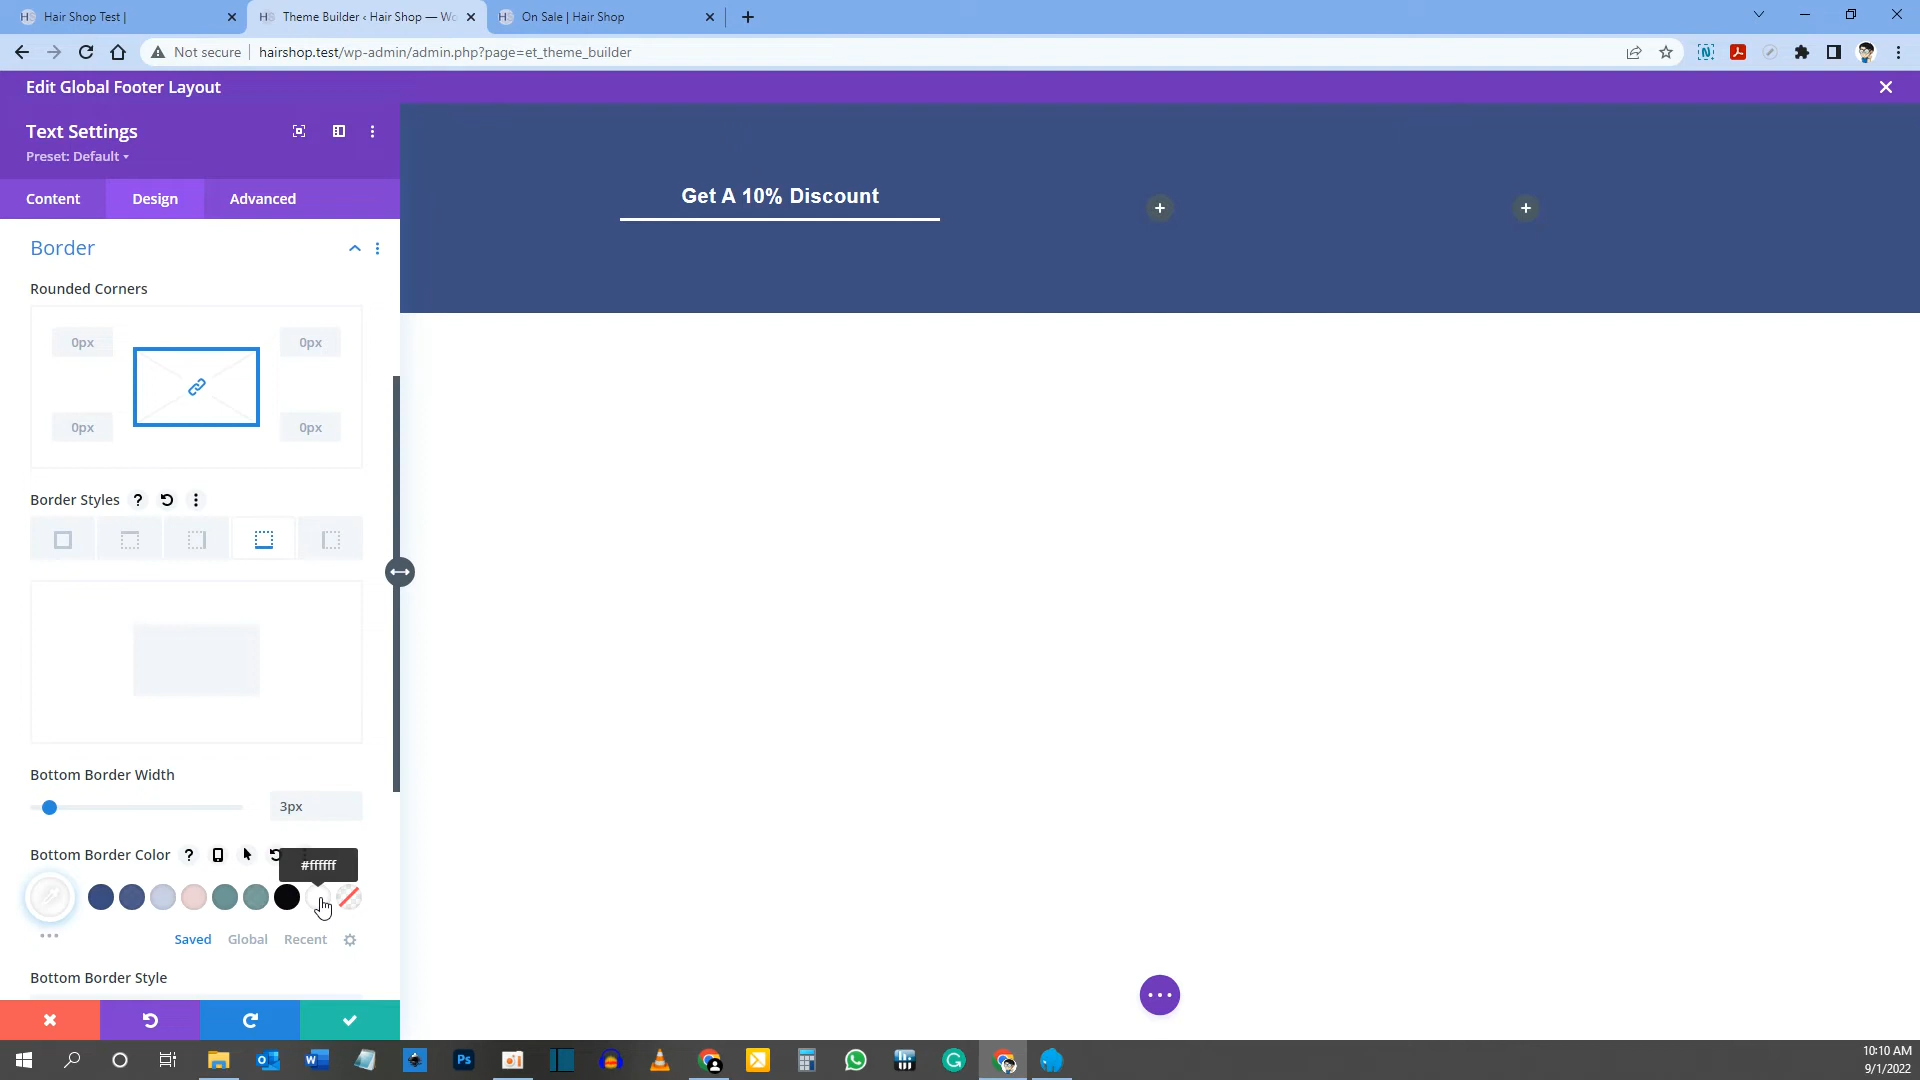 Hair Shop Test |
Theme Builder ‹ Hair Shop — Wo
On Sale | Hair Shop
Not secure
hairshop.test/wp-admin/admin.php?page=et_theme_builder
Edit Global Footer Layout
Text Settings
Preset: Default
Content
Design
Advanced
Get A 10% Discount
Border
Rounded Corners
0px
0px
0px
0px
Border Styles
Bottom Border Width
3px
Bottom Border Color
#ffffff
Saved
Global
Recent
Bottom Border Style
10:10 AM
9/1/2022